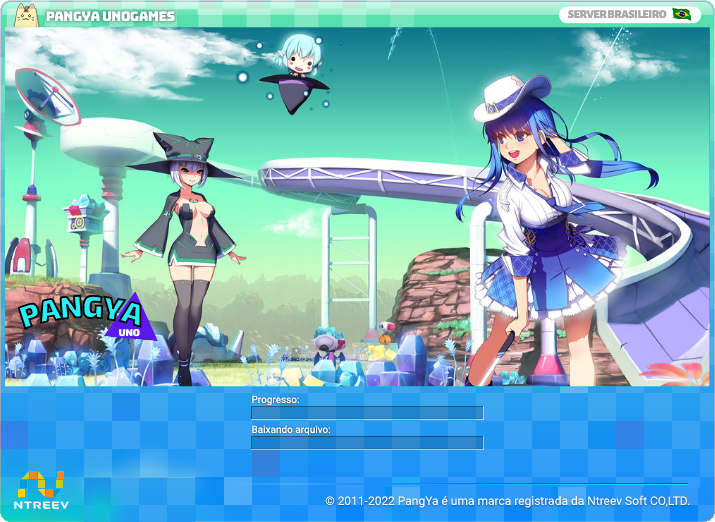 PANGYA UNOGAMES
SERVER BRASILEIRO
PANGYA
UNO
Progresso:
Baixando arquivo:
NTREEV
© 2011-2022 PangYa é uma marca registrada da Ntreev Soft CO,LTD.